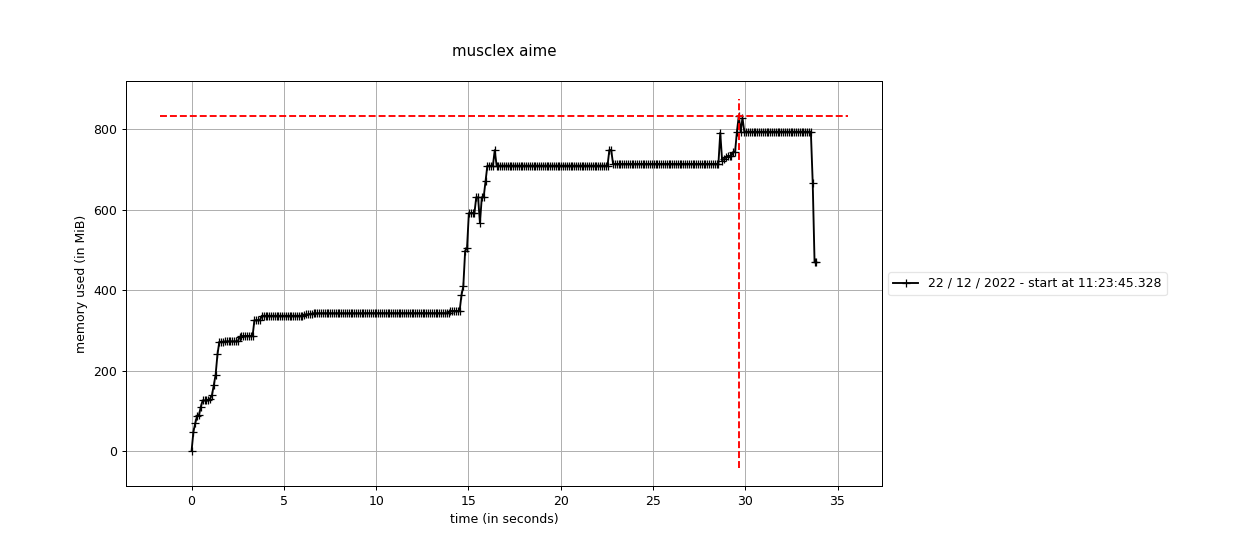 musclex aime
800
600
400
200
0
memory used (in MiB)
0 5 10 15 20 25 30 35
time (in seconds)
22 / 12 / 2022 - start at 11:23:45.328